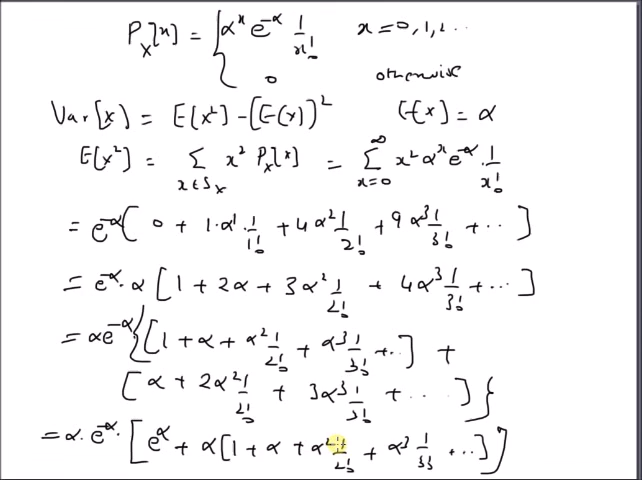 P_X[x] = { α^x e^-α 1/x!   x = 0, 1, 2 ...
0   otherwise
Var[x] = E[x²] - [E(x)]²   E[x] = α
E[x²] = Σ_{x∈S_X} x² P_X[x] = Σ_{x=0}^{∞} x² α^x e^-α · 1/x!
= e^-α [ 0 + 1·α¹·1/1! + 4α² 1/2! + 9α³ 1/3! + ·· ]
= e^-α · α [ 1 + 2α + 3α² 1/2! + 4α³ 1/3! + ··· ]
= αe^-α { [ 1 + α + α² 1/2! + α³ 1/3! + ·· ] +
[ α + 2α² 1/2! + 3α³ 1/3! + ···· ] }
= α · e^-α · [ e^α + α [ 1 + α + α² 1/2! + α³ 1/3! + ··· ] ]